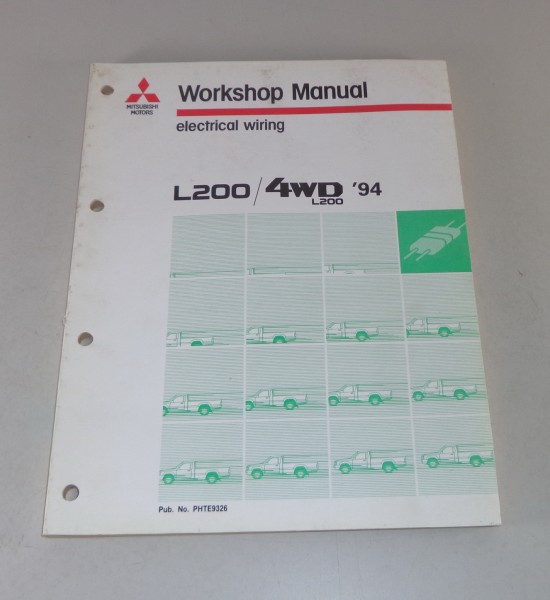 Workshop Manual
MITSUBISHI
MOTORS
electrical wiring
L200/4WD '94
L200
Pub. No. PHTE9326